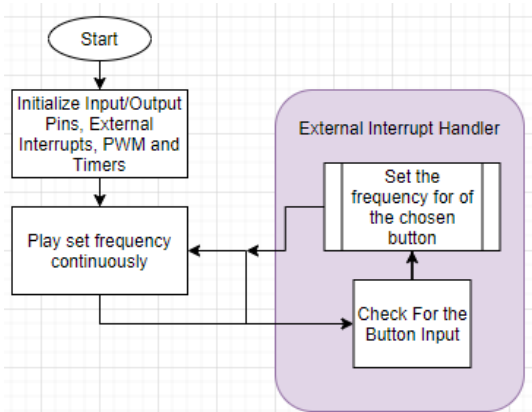 Start
Initialize Input/Output
Pins, External
Interrupts, PWM and
Timers
External Interrupt Handler
Set the
frequency for of
the chosen
button
Play set frequency
continuously
Check For the
Button Input